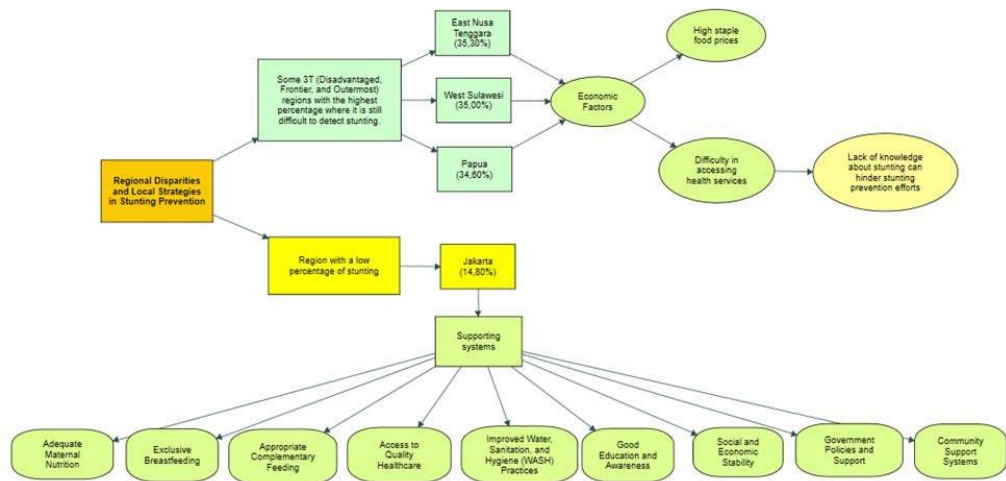 East Nusa
Tenggara
(35,30%)
High staple
food prices
Some 3T (Disadvantaged,
Frontier, and Outermost)
regions with the highest
percentage where it is still
difficult to detect stunting.
West Sulawesi
(35,00%)
Economic
Factors
Papua
(34,60%)
Difficulty in
accessing
health services
Lack of knowledge
about stunting can
hinder stunting
prevention efforts
Regional Disparities
and Local Strategies
in Stunting Prevention
Region with a low
percentage of stunting
Jakarta
(14,80%)
Supporting
systems
Adequate
Maternal
Nutrition
Exclusive
Breastfeeding
Appropriate
Complementary
Feeding
Access to
Quality
Healthcare
Improved Water,
Sanitation, and
Hygiene (WASH)
Practices
Good
Education and
Awareness
Social and
Economic
Stability
Government
Policies and
Support
Community
Support
Systems